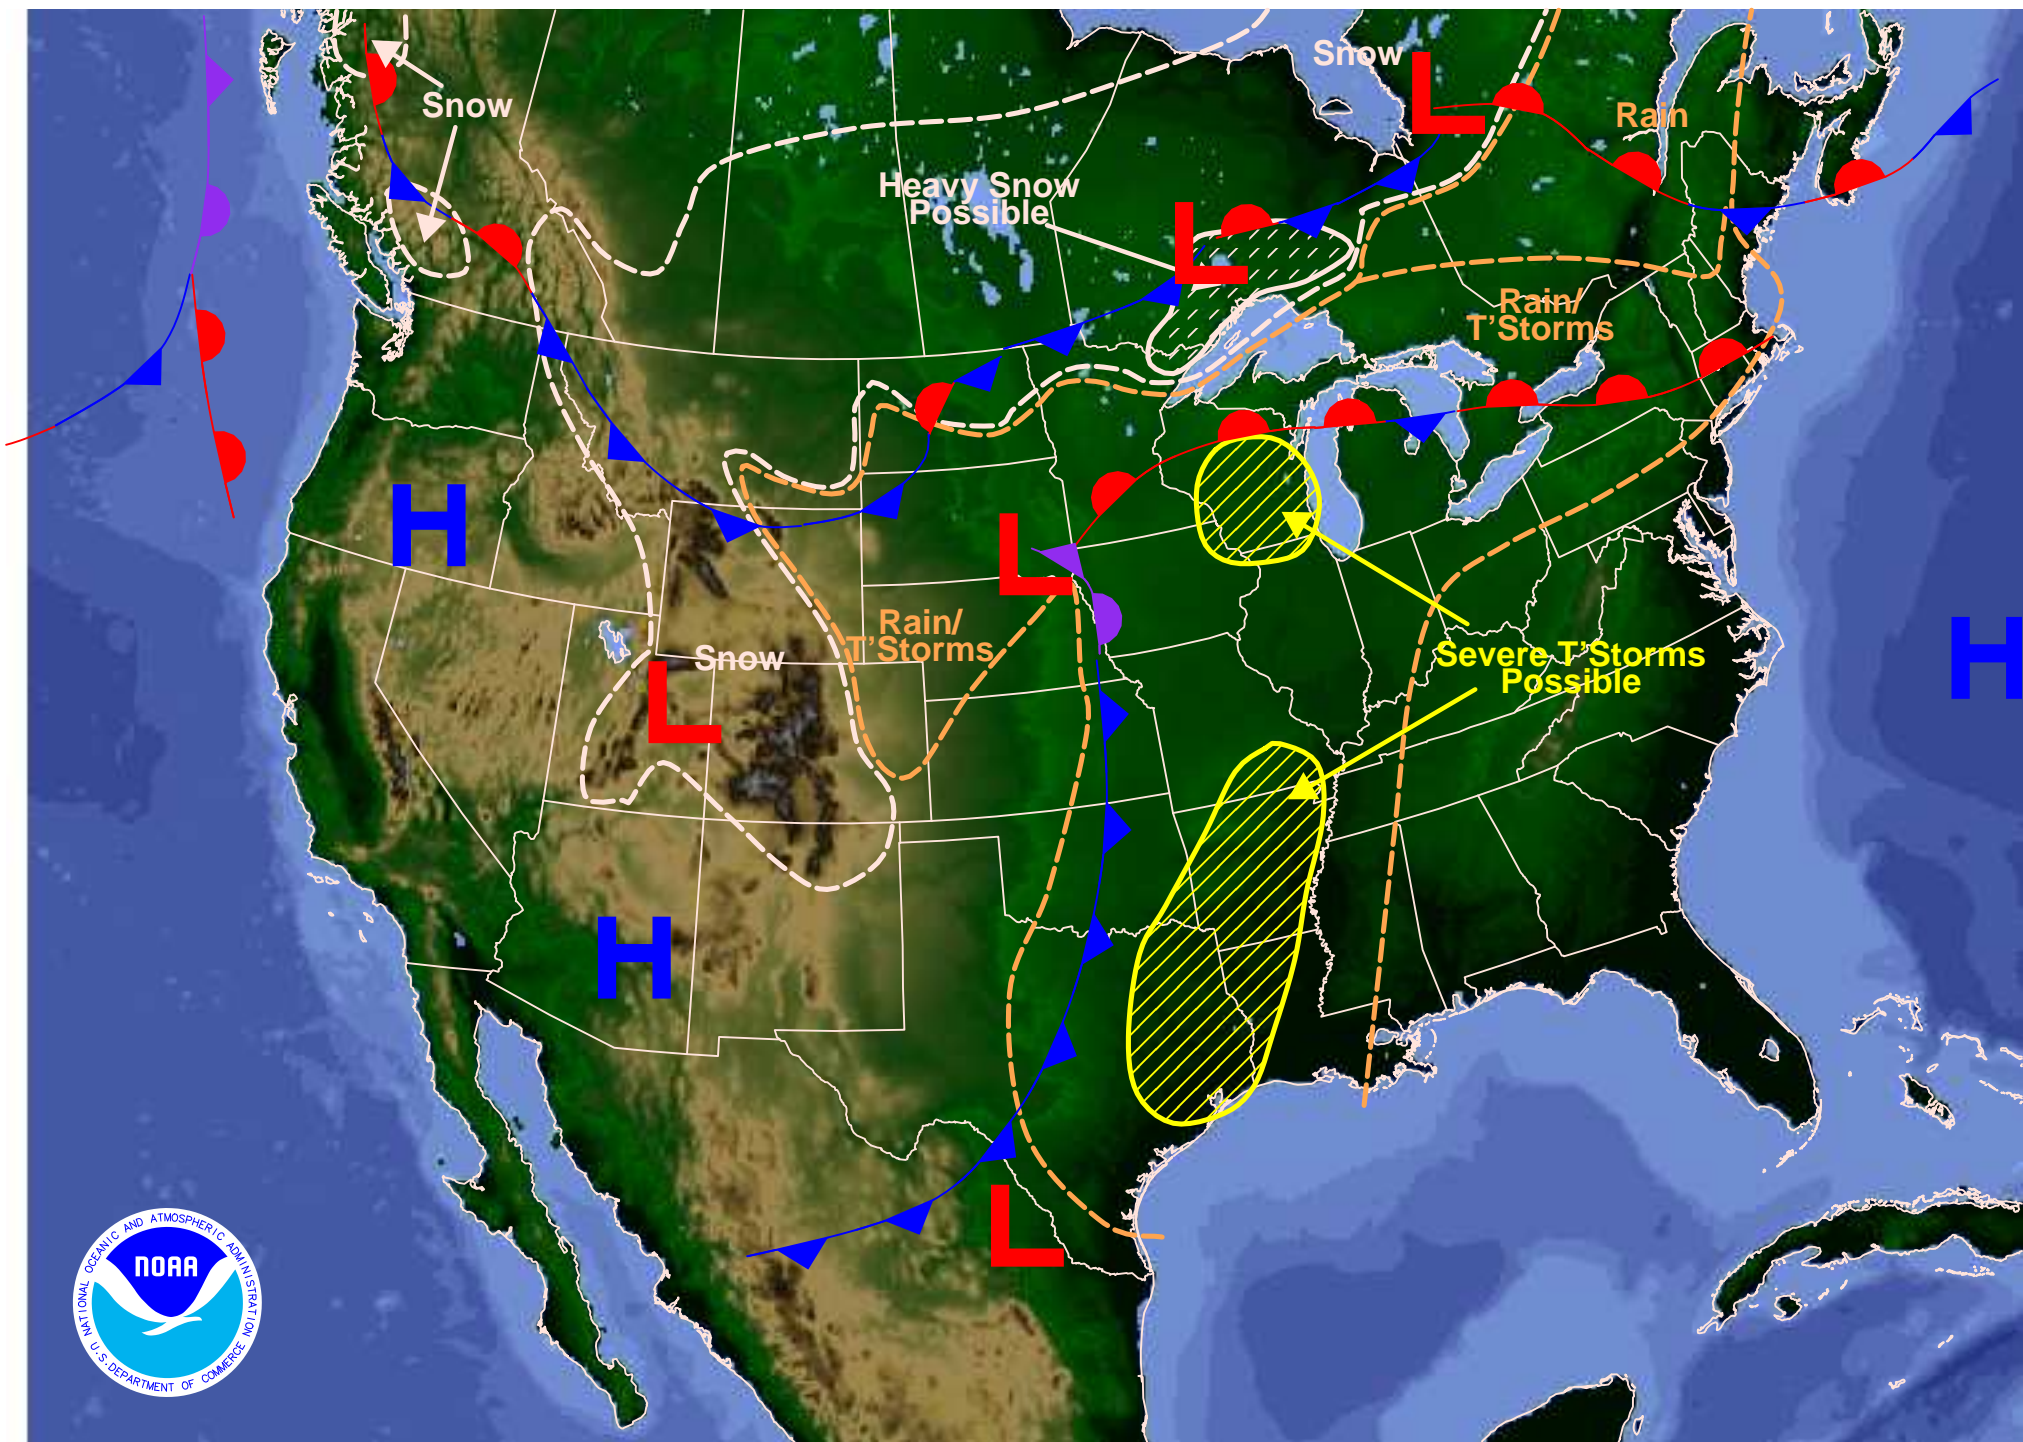 Snow
L
Snow
Rain
Heavy Snow
Possible
L
Rain/
T'Storms
H
L
Rain/
T'Storms
Snow
L
Severe T'Storms
Possible
H
H
L
NATIONAL OCEANIC AND ATMOSPHERIC ADMINISTRATION
NOAA
U.S. DEPARTMENT OF COMMERCE